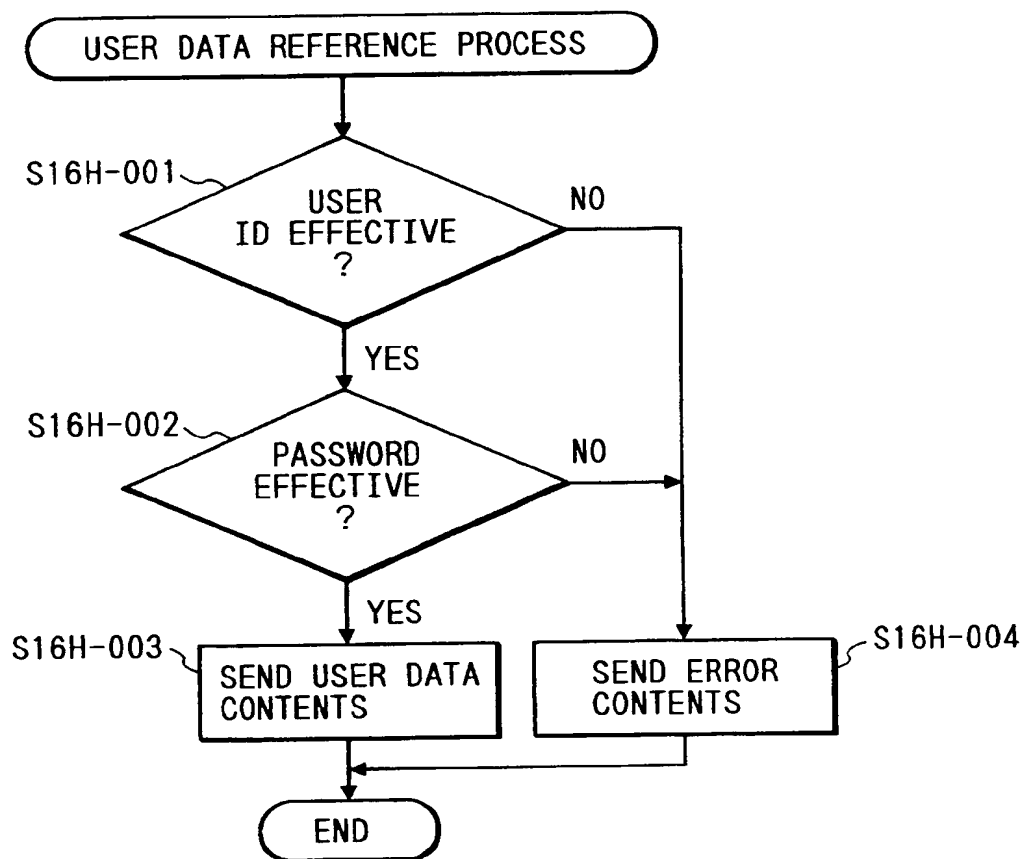 USER DATA REFERENCE PROCESS
S16H-001
USER
ID EFFECTIVE
?
NO
YES
S16H-002
PASSWORD
EFFECTIVE
?
NO
YES
S16H-003
SEND USER DATA
CONTENTS
SEND ERROR
CONTENTS
S16H-004
END